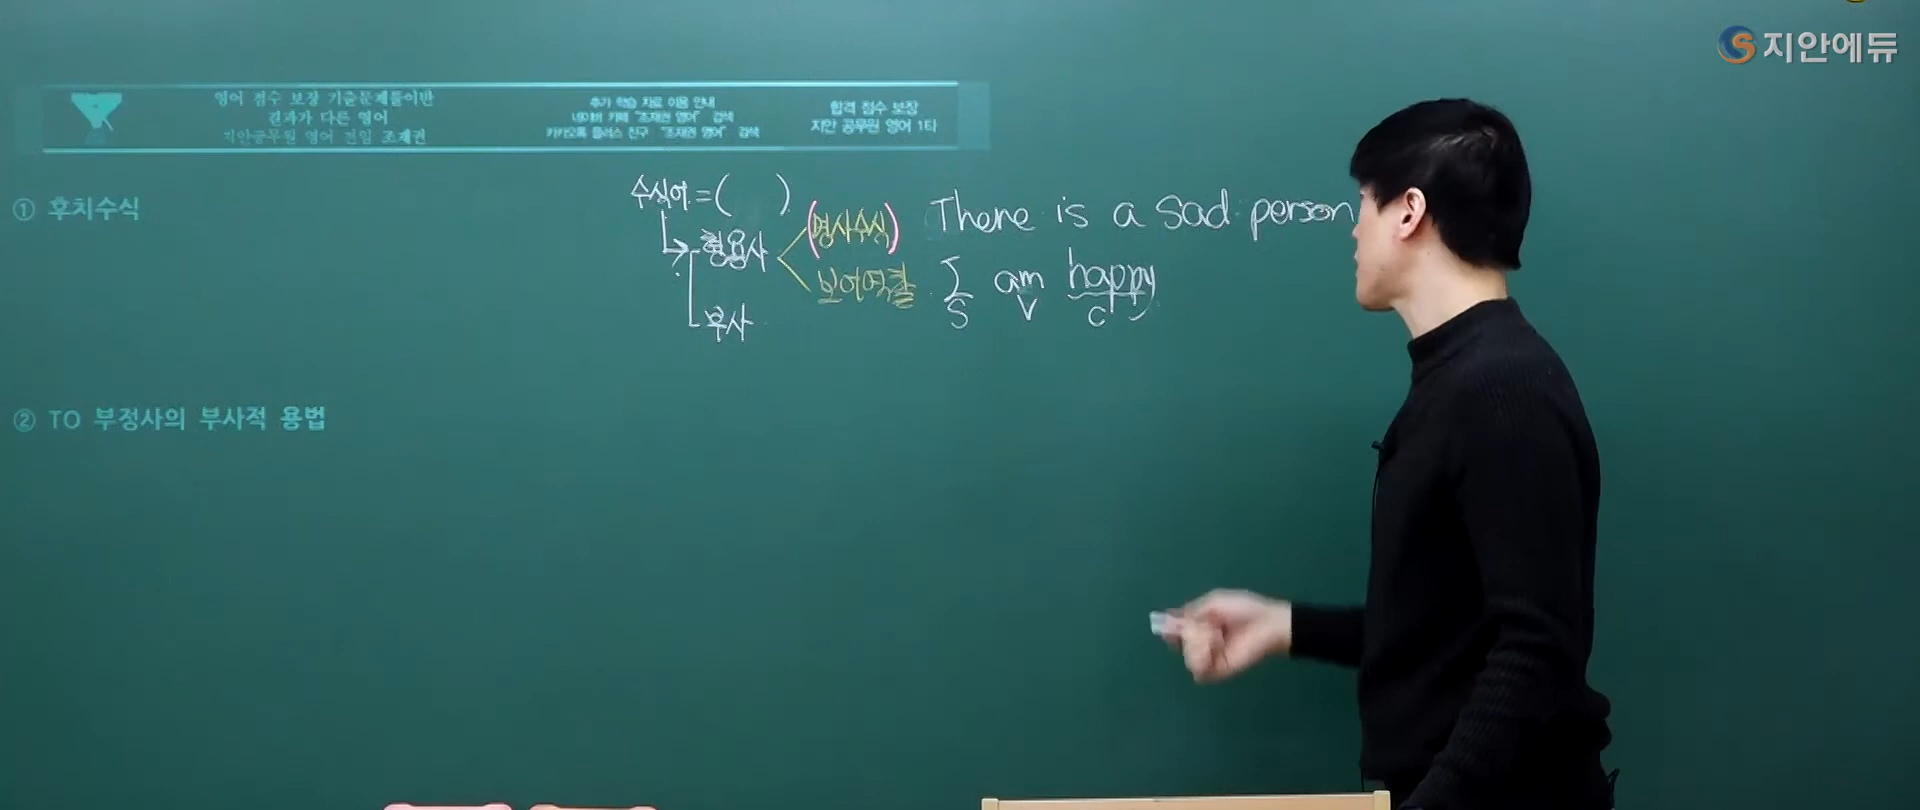 지안에듀
영어 점수 보장 기출문제풀이반
결과가 다른 영어
지안공무원 영어 전임 조재권
추가 학습 자료 이용 안내
네이버 카페 "조재권 영어" 검색
카카오톡 플러스 친구 "조재권 영어" 검색
합격 점수 보장
지안 공무원 영어 1타
① 후치수식
수식어=( )
형용사
(명사수식) There is a sad person
보어역할 I am happy
S V C
부사
② TO 부정사의 부사적 용법